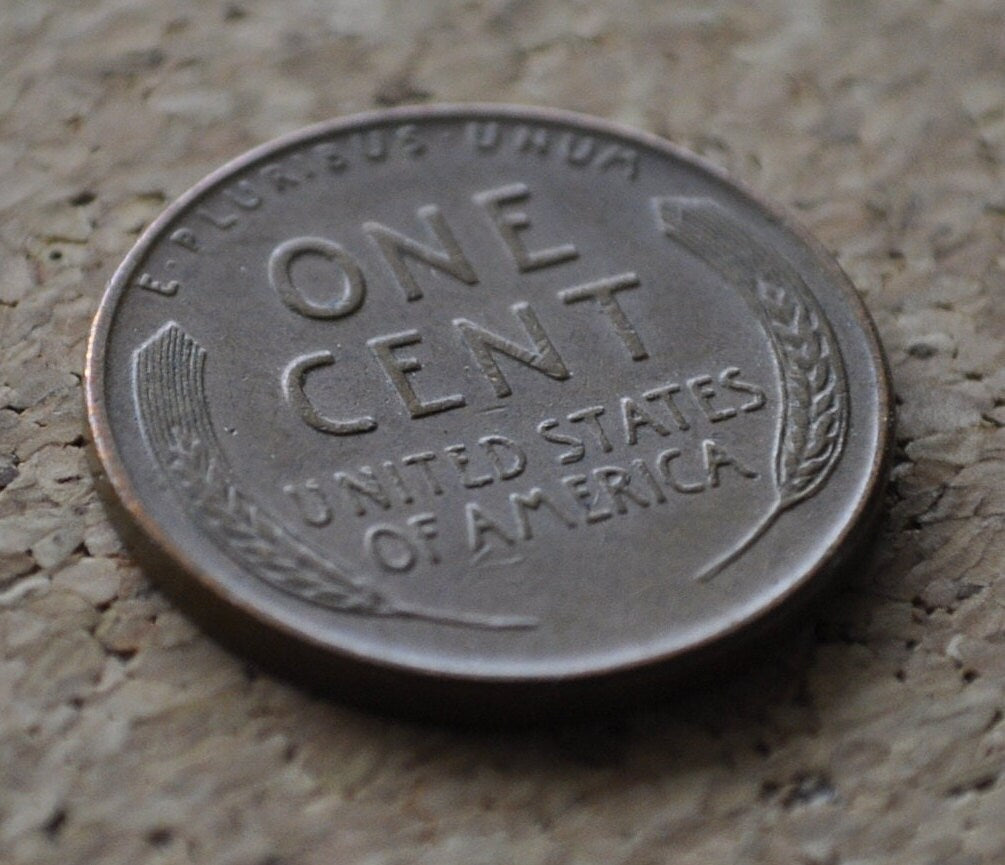 E·PLURIBUS·UNUM
ONE
CENT
UNITED STATES
OF AMERICA